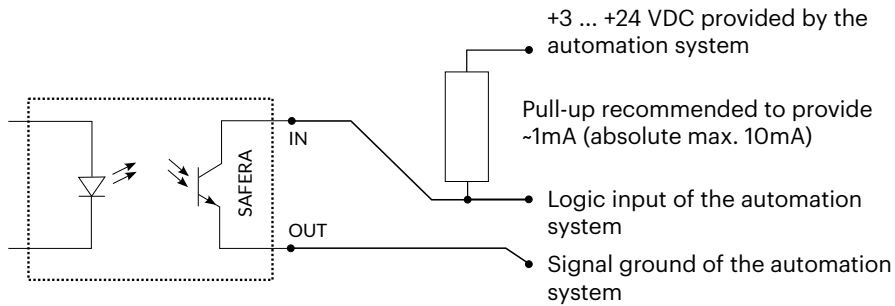 +3 ... +24 VDC provided by the
automation system
Pull-up recommended to provide
~1mA (absolute max. 10mA)
IN
SAFERA
Logic input of the automation
system
OUT
Signal ground of the automation
system